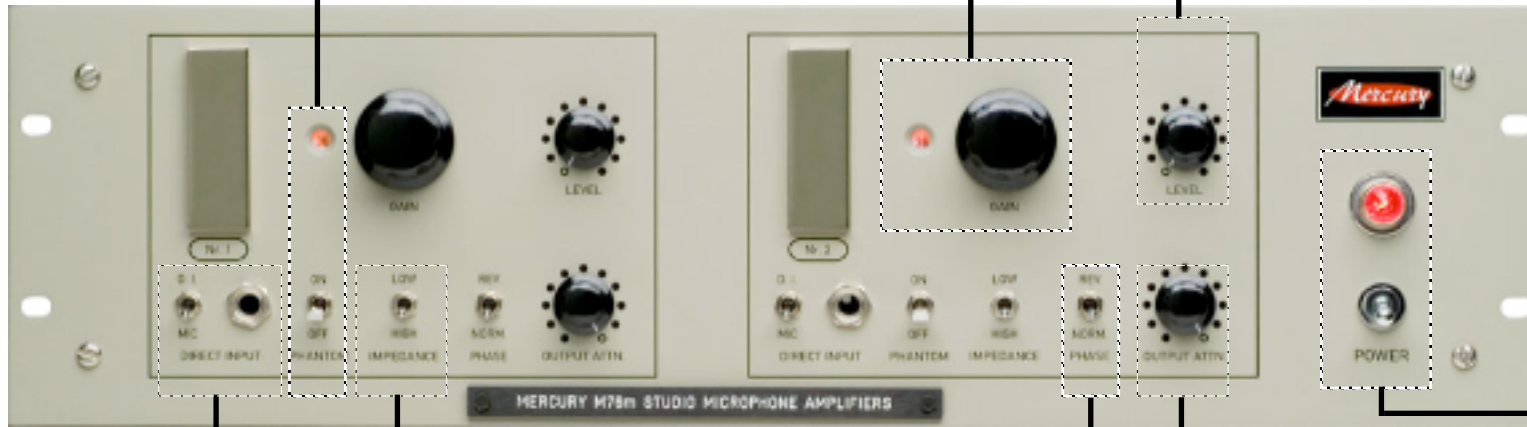 Mercury
LEVEL
LEVEL
GAIN
GAIN
Nr. 1
Nr. 2
D. I.
ON
LOW
REV
D. I.
ON
LOW
REV
MIC
OFF
HIGH
NORM.
MIC
OFF
HIGH
NORM.
DIRECT INPUT
PHANTOM
IMPEDANCE
PHASE
OUTPUT ATTN.
DIRECT INPUT
PHANTOM
IMPEDANCE
PHASE
OUTPUT ATTN.
POWER
MERCURY M76m STUDIO MICROPHONE AMPLIFIERS